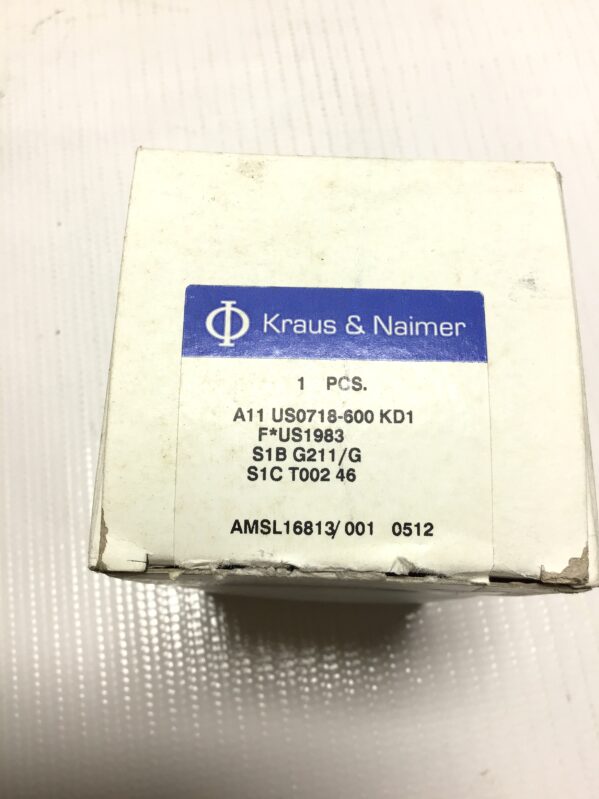 Kraus & Naimer
1 PCS.
A11 US0718-600 KD1
F*US1983
S1B G211/G
S1C T002 46
AMSL16813/001 0512